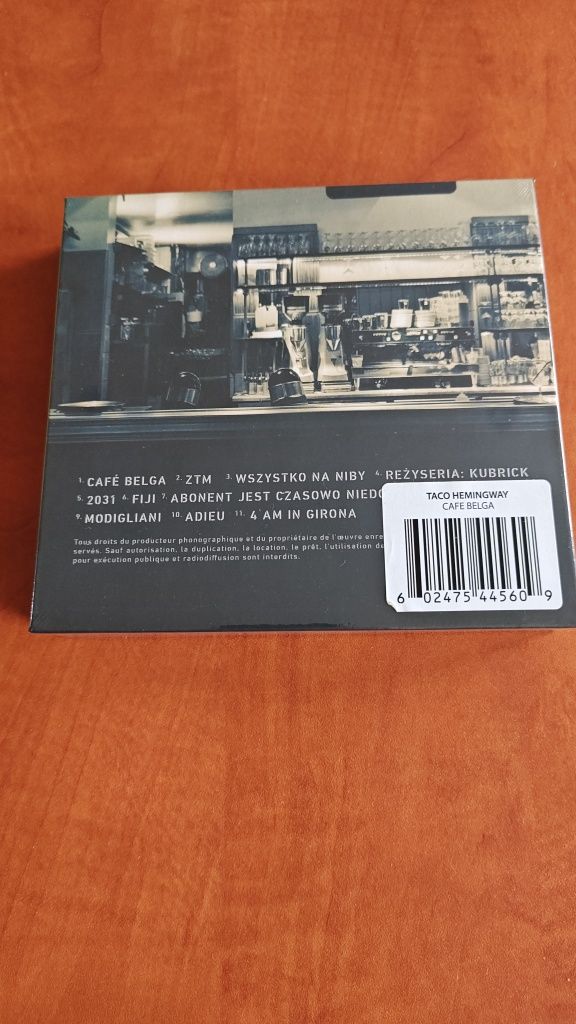 1. CAFÉ BELGA 2. ZTM 3. WSZYSTKO NA NIBY 4. REŻYSERIA: KUBRICK
5. 2031 6. FIJI 7. ABONENT JEST CZASOWO
9. MODIGLIANI 10. ADIEU 11. 4 AM IN GIRONA
Tous droits du producteur phonographique et du propriétaire de l'œuvre
servés. Sauf autorisation, la duplication, la location, le prêt, l'utilisation
pour exécution publique et radiodiffusion sont interdits.
TACO HEMINGWAY
CAFE BELGA
6 02475 44560 9